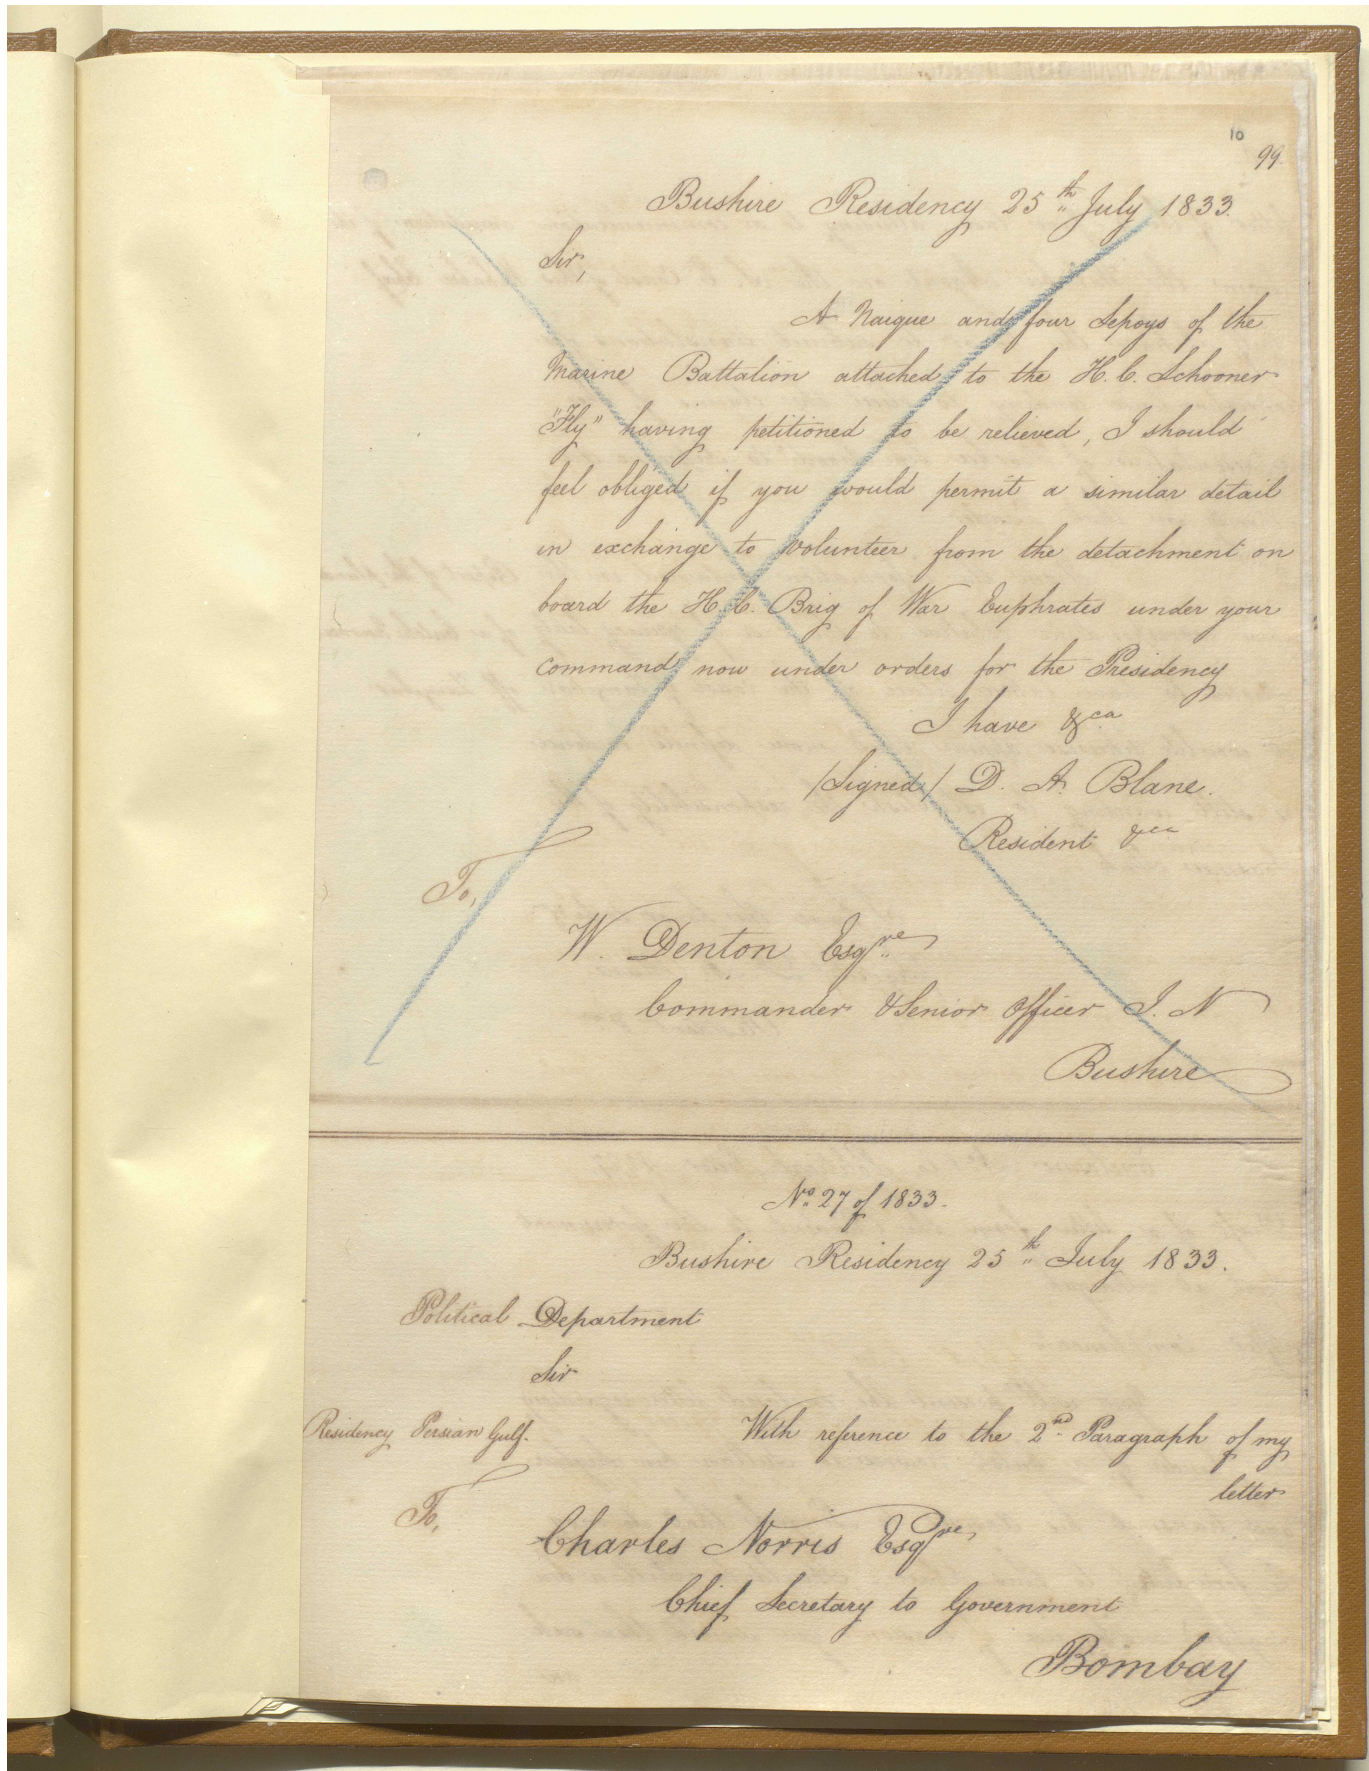 10
99
Bushire Residency 25th July 1833.
Sir,
A Naique and four Sepoys of the
Marine Battalion attached to the H. C. Schooner
"Fly" having petitioned to be relieved, I should
feel obliged if you would permit a similar detail
in exchange to volunteer from the detachment on
board the H. C. Brig of War Euphrates under your
command now under orders for the Presidency
I have &ca
/Signed/ D. A. Blane.
Resident &ca
To,
W. Denton Esqre
Commander & Senior Officer I. N
Bushire
No. 27 of 1833.
Bushire Residency 25th July 1833.
Political Department
Sir
Residency Persian Gulf.
With reference to the 2nd Paragraph of my
letter
To,
Charles Norris Esqre
Chief Secretary to Government
Bombay